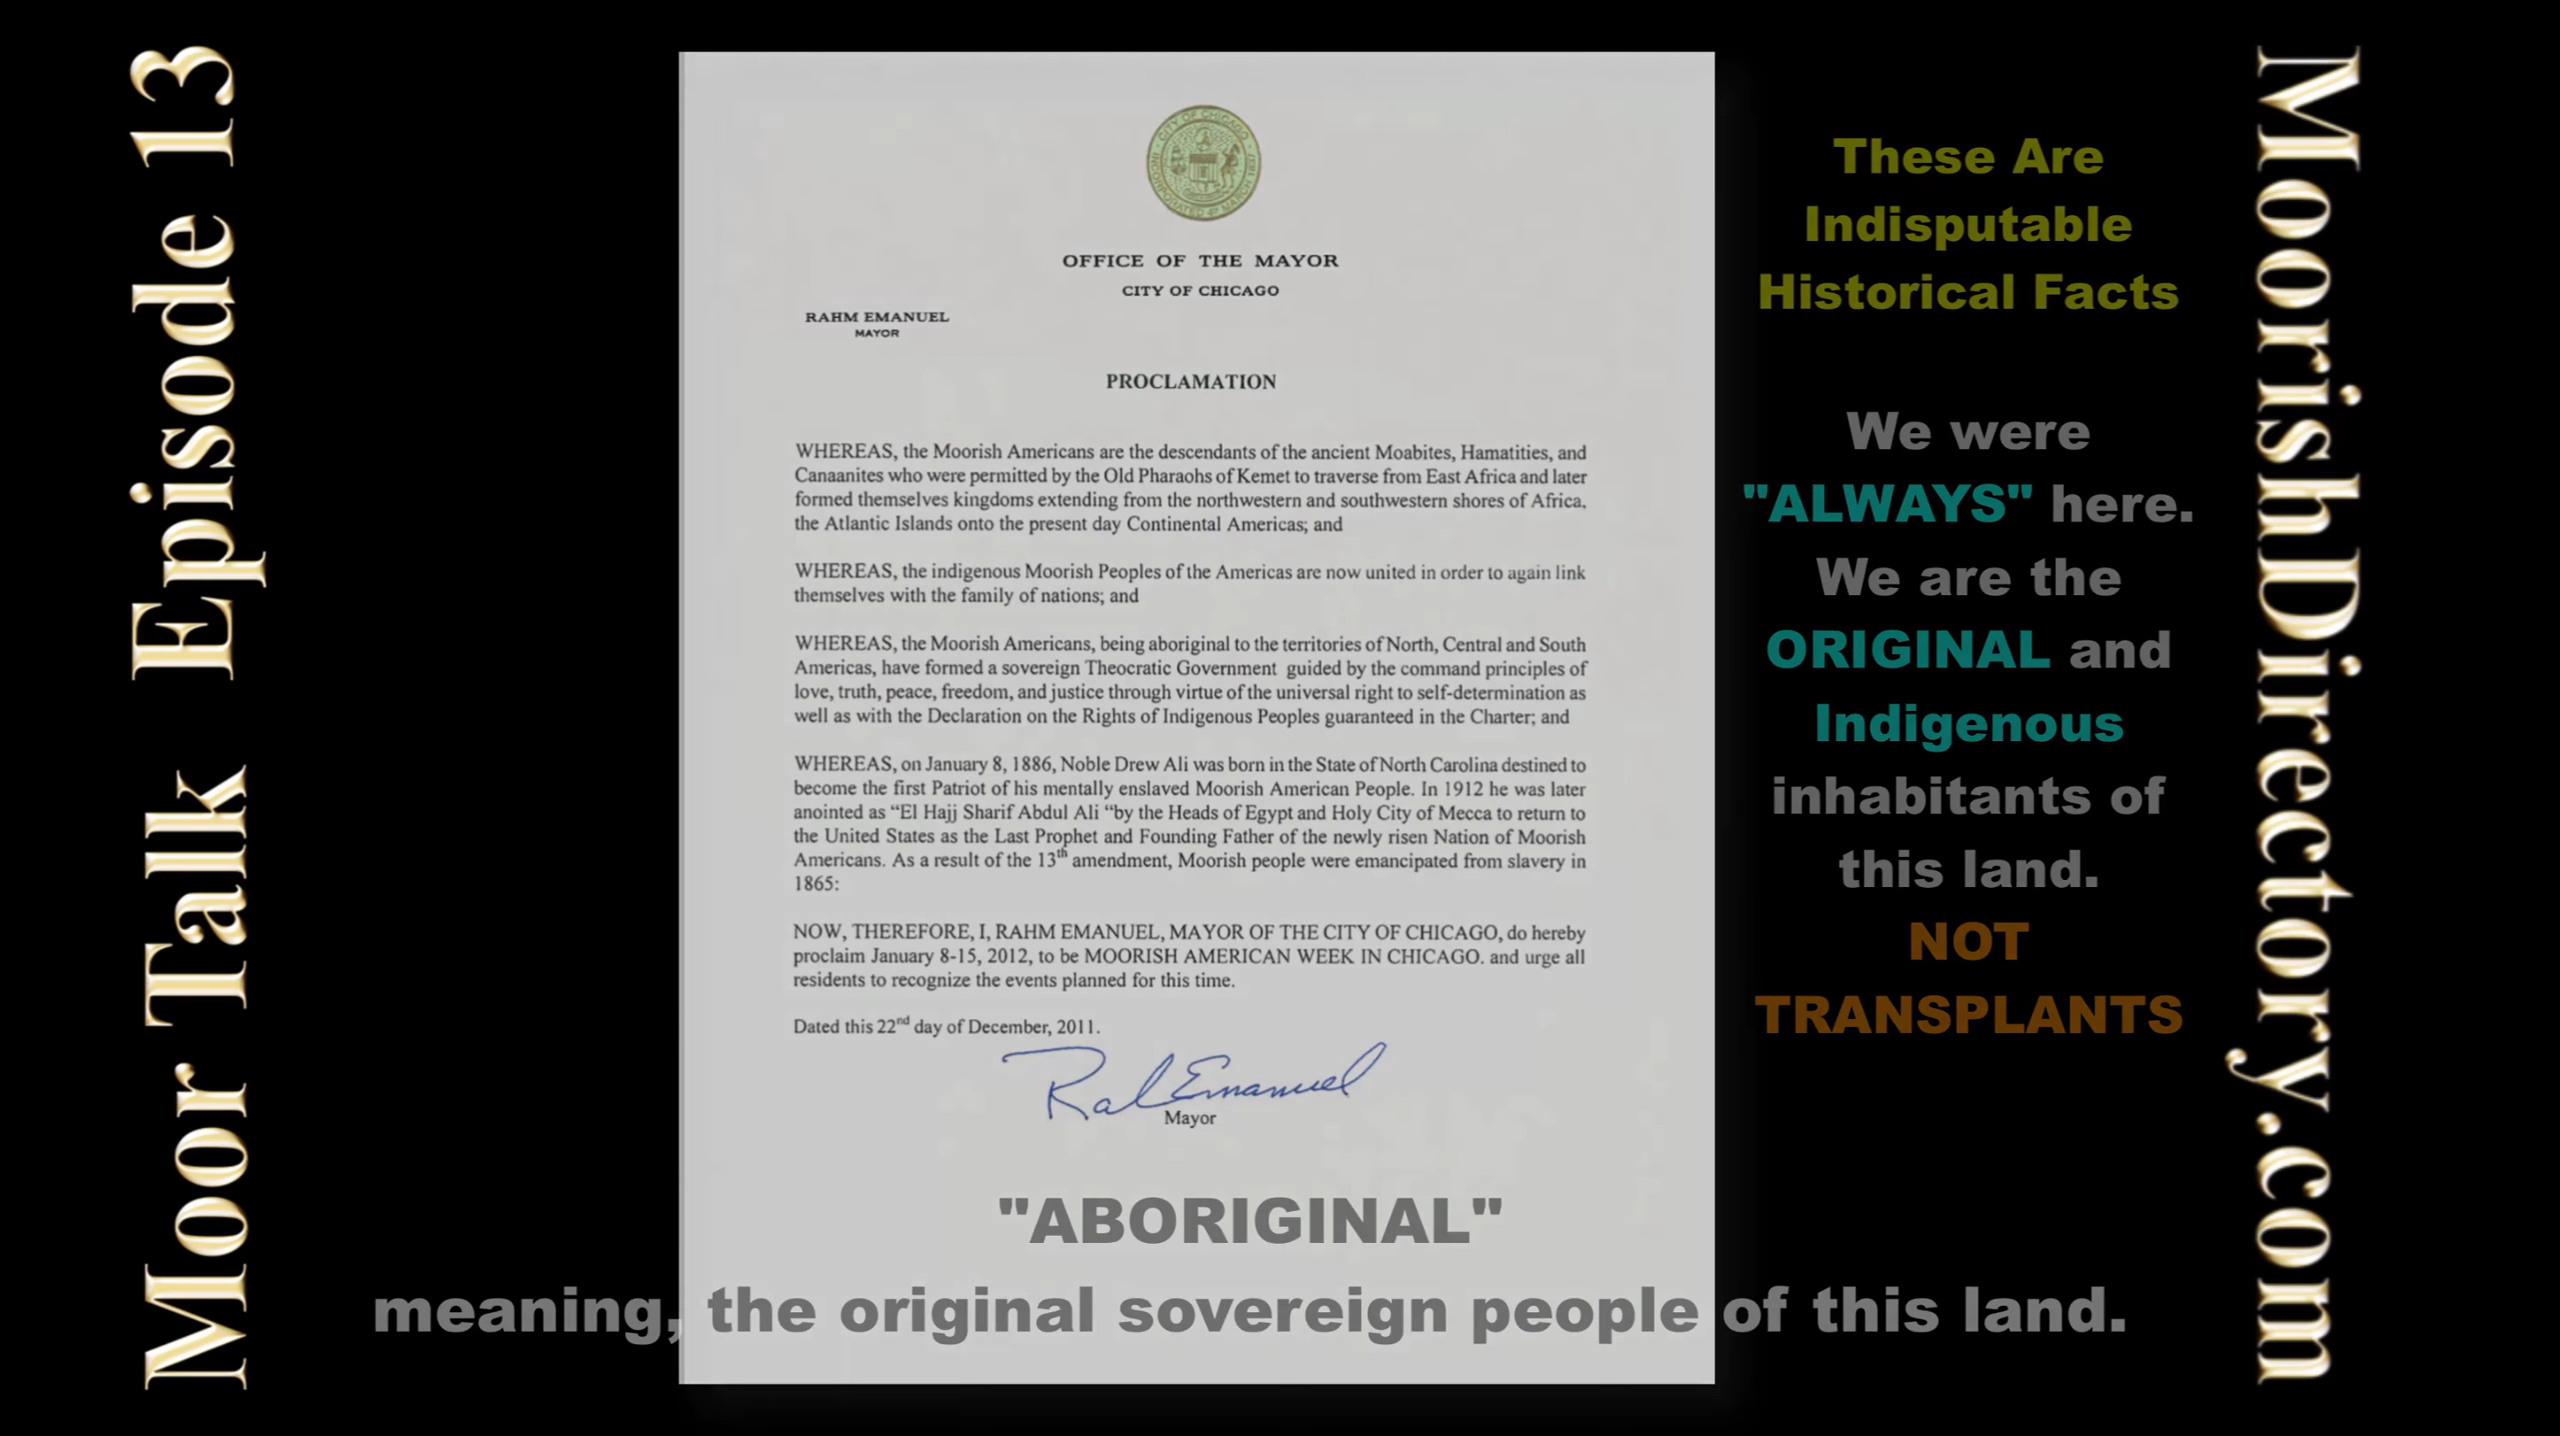 Moor Talk Episode 13
CITY OF CHICAGO
INCORPORATED 4th MARCH 1837
OFFICE OF THE MAYOR
CITY OF CHICAGO
RAHM EMANUEL
MAYOR
PROCLAMATION
WHEREAS, the Moorish Americans are the descendants of the ancient Moabites, Hamatities, and
Canaanites who were permitted by the Old Pharaohs of Kemet to traverse from East Africa and later
formed themselves kingdoms extending from the northwestern and southwestern shores of Africa,
the Atlantic Islands onto the present day Continental Americas; and
WHEREAS, the indigenous Moorish Peoples of the Americas are now united in order to again link
themselves with the family of nations; and
WHEREAS, the Moorish Americans, being aboriginal to the territories of North, Central and South
Americas, have formed a sovereign Theocratic Government guided by the command principles of
love, truth, peace, freedom, and justice through virtue of the universal right to self-determination as
well as with the Declaration on the Rights of Indigenous Peoples guaranteed in the Charter; and
WHEREAS, on January 8, 1886, Noble Drew Ali was born in the State of North Carolina destined to
become the first Patriot of his mentally enslaved Moorish American People. In 1912 he was later
anointed as “El Hajj Sharif Abdul Ali “by the Heads of Egypt and Holy City of Mecca to return to
the United States as the Last Prophet and Founding Father of the newly risen Nation of Moorish
Americans. As a result of the 13th amendment, Moorish people were emancipated from slavery in
1865:
NOW, THEREFORE, I, RAHM EMANUEL, MAYOR OF THE CITY OF CHICAGO, do hereby
proclaim January 8-15, 2012, to be MOORISH AMERICAN WEEK IN CHICAGO. and urge all
residents to recognize the events planned for this time.
Dated this 22nd day of December, 2011.
Rahm Emanuel
Mayor
"ABORIGINAL"
meaning, the original sovereign people of this land.
These Are
Indisputable
Historical Facts
We were
"ALWAYS" here.
We are the
ORIGINAL and
Indigenous
inhabitants of
this land.
NOT
TRANSPLANTS
MoorishDirectory.com